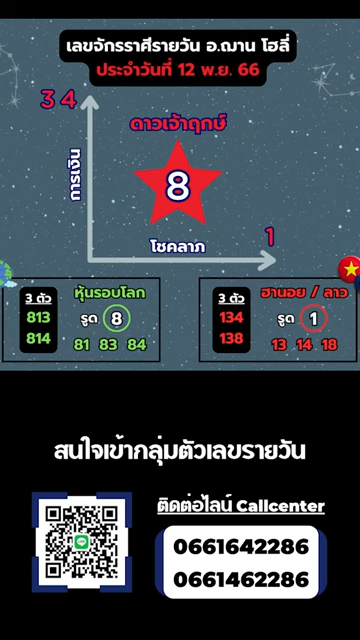 เลขจักรราศีรายวัน อ.ฌาน โฮลี่
ประจำวันที่ 12 พ.ย. 66
3 4
ดาวเจ้าฤกษ์
8
การเงิน
โชคลาภ
1
3 ตัว
813
814
หุ้นรอบโลก
รูด 8
81 83 84
3 ตัว
134
138
ฮานอย / ลาว
รูด 1
13 14 18
สนใจเข้ากลุ่มตัวเลขรายวัน
ติดต่อไลน์ Callcenter
0661642286
0661462286